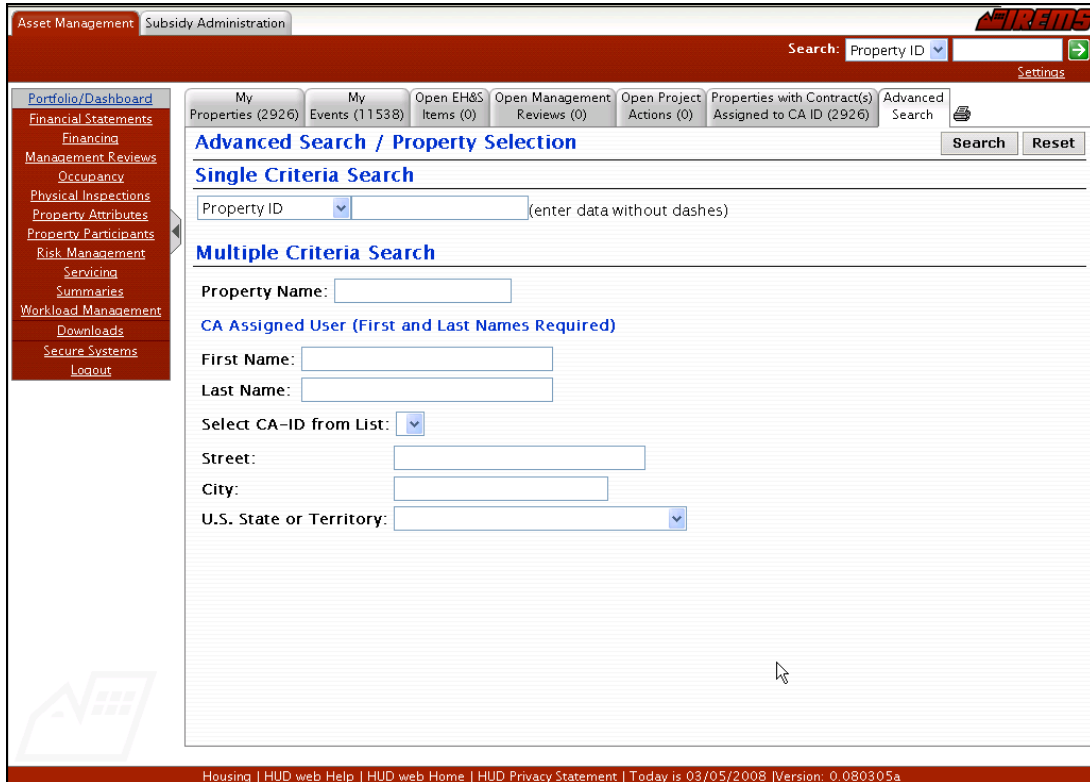 Asset Management Subsidy Administration
iREMS
Search: Property ID
Settings
Portfolio/Dashboard
Financial Statements
Financing
Management Reviews
Occupancy
Physical Inspections
Property Attributes
Property Participants
Risk Management
Servicing
Summaries
Workload Management
Downloads
Secure Systems
Logout
My Properties (2926)
My Events (11538)
Open EH&S Items (0)
Open Management Reviews (0)
Open Project Actions (0)
Properties with Contract(s) Assigned to CA ID (2926)
Advanced Search
Advanced Search / Property Selection Search Reset
Single Criteria Search
Property ID (enter data without dashes)
Multiple Criteria Search
Property Name:
CA Assigned User (First and Last Names Required)
First Name:
Last Name:
Select CA-ID from List:
Street:
City:
U.S. State or Territory:
Housing | HUD web Help | HUD web Home | HUD Privacy Statement | Today is 03/05/2008 |Version: 0.080305a